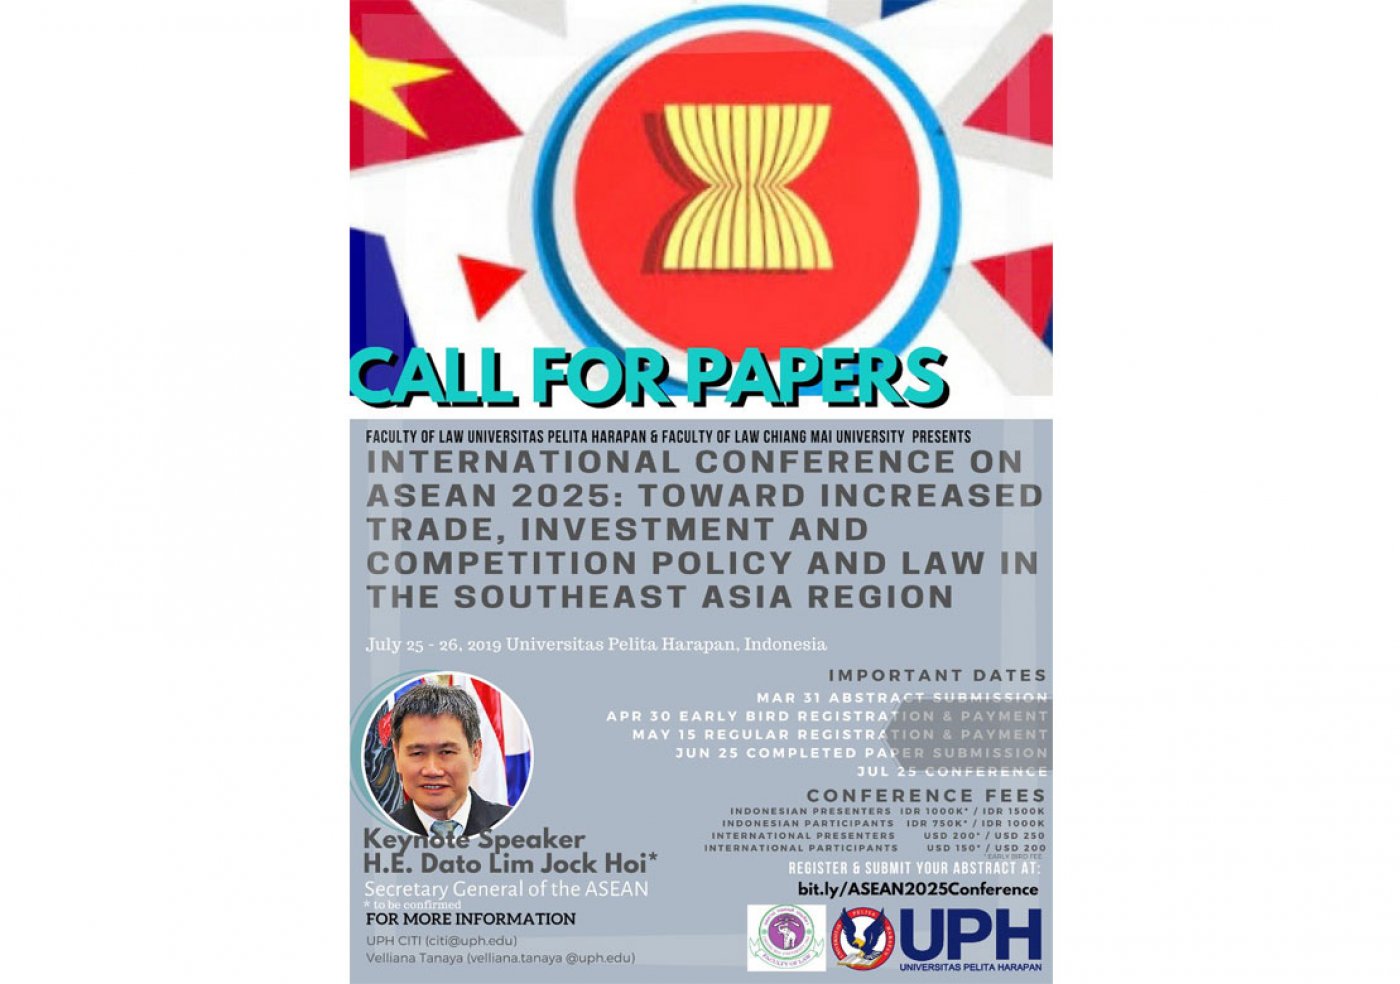 CALL FOR PAPERS
FACULTY OF LAW UNIVERSITAS PELITA HARAPAN & FACULTY OF LAW CHIANG MAI UNIVERSITY PRESENTS
INTERNATIONAL CONFERENCE ON
ASEAN 2025: TOWARD INCREASED
TRADE, INVESTMENT AND
COMPETITION POLICY AND LAW IN
THE SOUTHEAST ASIA REGION
July 25 - 26, 2019 Universitas Pelita Harapan, Indonesia
IMPORTANT DATES
MAR 31 ABSTRACT SUBMISSION
APR 30 EARLY BIRD REGISTRATION & PAYMENT
MAY 15 REGULAR REGISTRATION & PAYMENT
JUN 25 COMPLETED PAPER SUBMISSION
JUL 25 CONFERENCE
CONFERENCE FEES
INDONESIAN PRESENTERS IDR 1000K* / IDR 1500K
INDONESIAN PARTICIPANTS IDR 750K* / IDR 1000K
INTERNATIONAL PRESENTERS USD 200* / USD 250
INTERNATIONAL PARTICIPANTS USD 150* / USD 200
*EARLY BIRD FEE
REGISTER & SUBMIT YOUR ABSTRACT AT:
bit.ly/ASEAN2025Conference
Keynote Speaker
H.E. Dato Lim Jock Hoi*
Secretary General of the ASEAN
* to be confirmed
FOR MORE INFORMATION
UPH CITI (citi@uph.edu)
Velliana Tanaya (velliana.tanaya @uph.edu)
FACULTY OF LAW
UNIVERSITAS PELITA HARAPAN
UPH
UNIVERSITAS PELITA HARAPAN